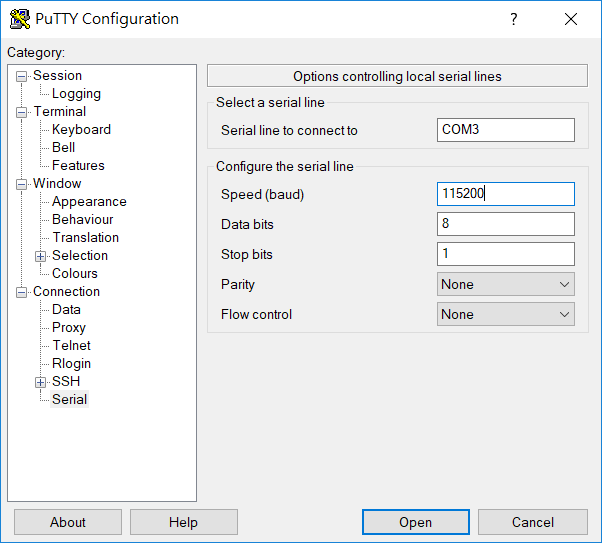 PuTTY Configuration
?
Category:
Session
Logging
Terminal
Keyboard
Bell
Features
Window
Appearance
Behaviour
Translation
Selection
Colours
Connection
Data
Proxy
Telnet
Rlogin
SSH
Serial
Options controlling local serial lines
Select a serial line
Serial line to connect to COM3
Configure the serial line
Speed (baud) 115200
Data bits 8
Stop bits 1
Parity None
Flow control None
About Help Open Cancel